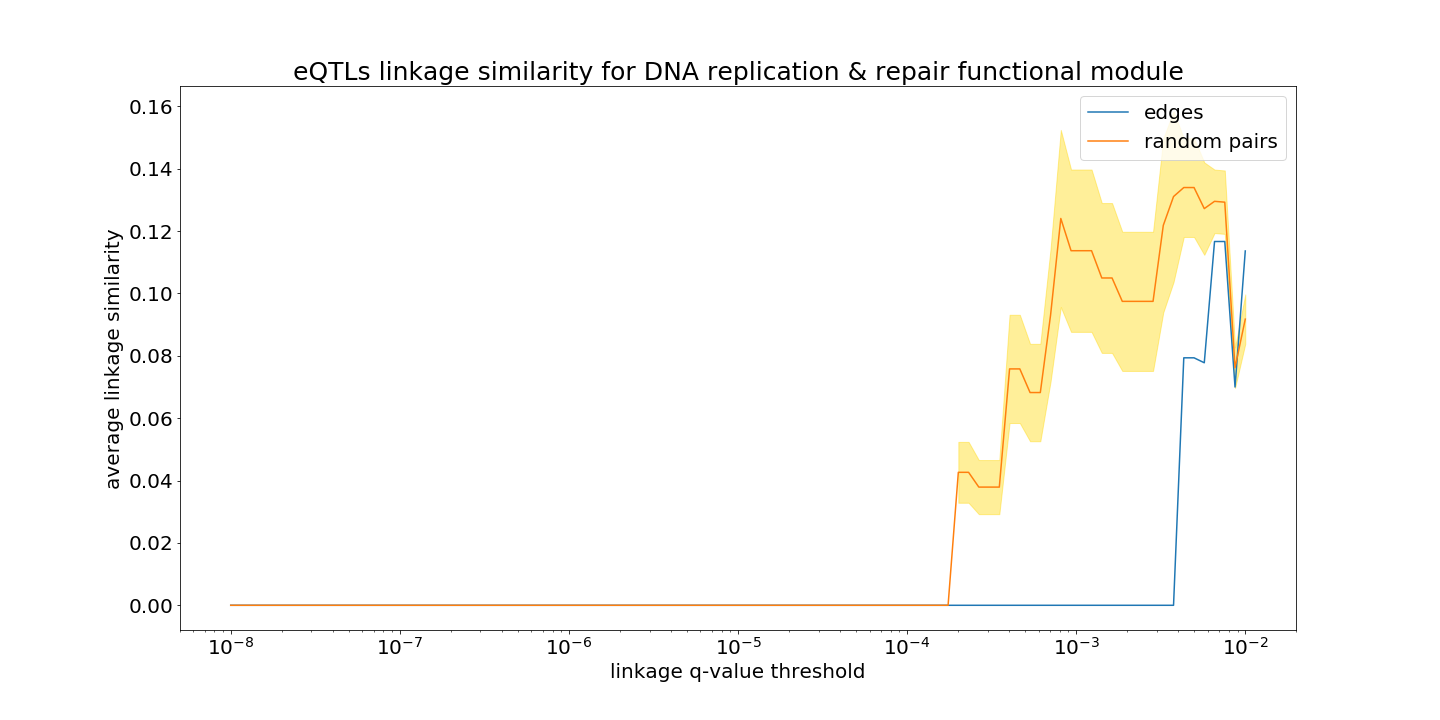 eQTLs linkage similarity for DNA replication & repair functional module
edges
random pairs
average linkage similarity
0.16
0.14
0.12
0.10
0.08
0.06
0.04
0.02
0.00
10⁻⁸ 10⁻⁷ 10⁻⁶ 10⁻⁵ 10⁻⁴ 10⁻³ 10⁻²
linkage q-value threshold